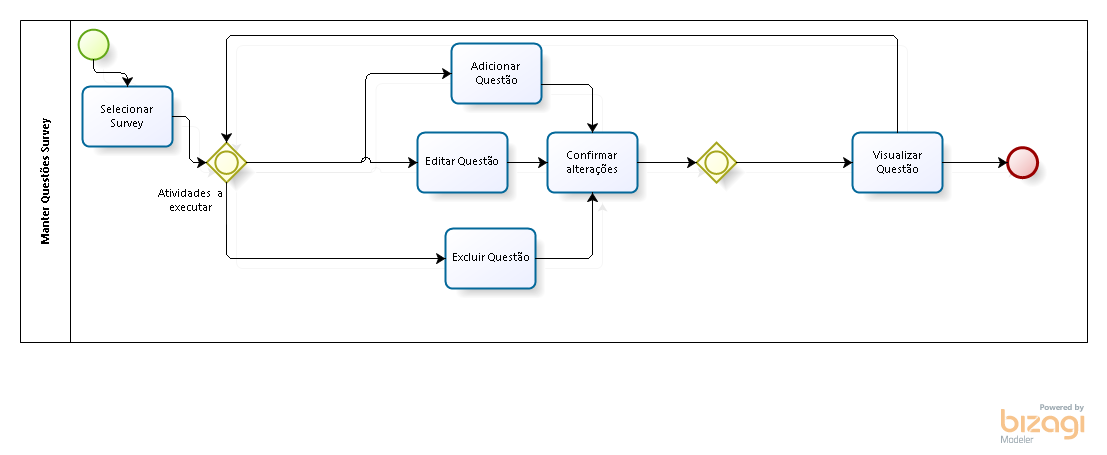 Manter Questões Survey
Selecionar
Survey
Atividades a
executar
Adicionar
Questão
Editar Questão
Excluir Questão
Confirmar
alterações
Visualizar
Questão
Powered by
bizagi
Modeler